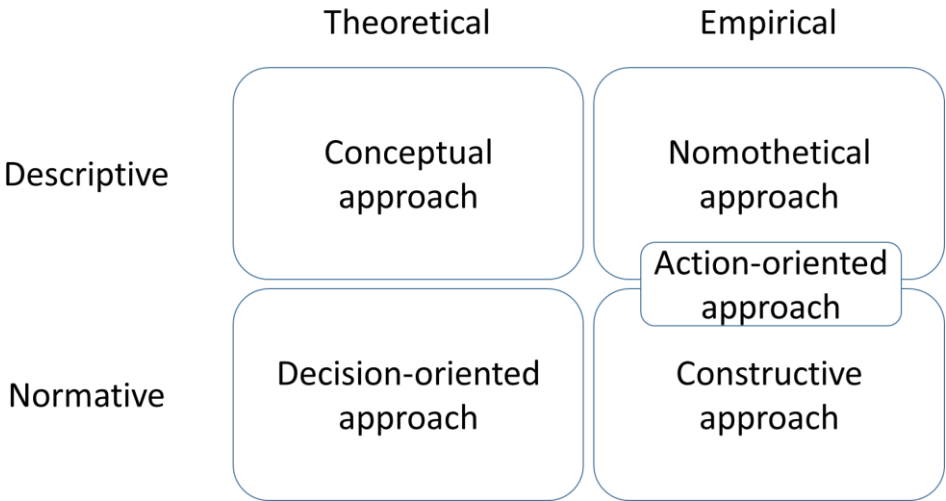 Theoretical
Empirical
Descriptive
Conceptual
approach
Nomothetical
approach
Action-oriented
approach
Normative
Decision-oriented
approach
Constructive
approach